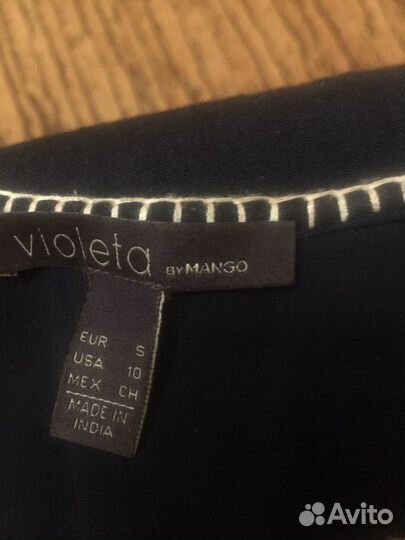 violeta BY MANGO
EUR S
USA 10
MEX CH
MADE IN
INDIA
Avito